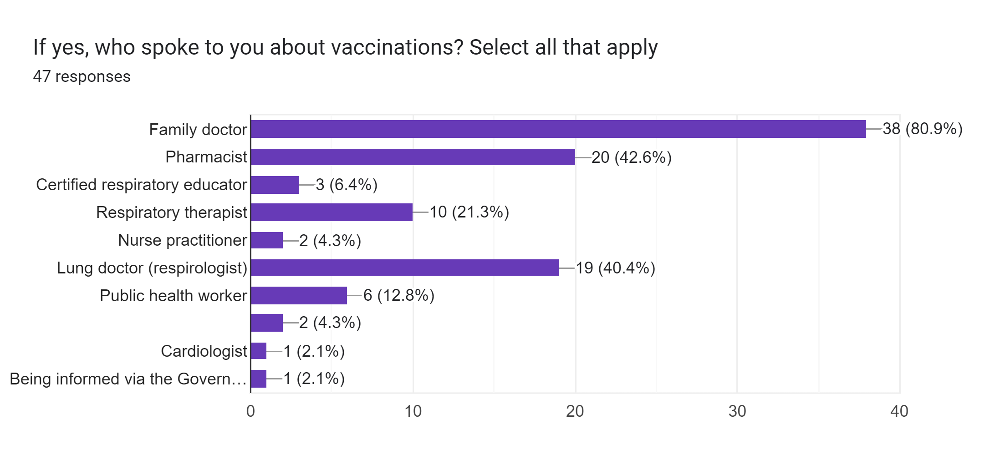 If yes, who spoke to you about vaccinations? Select all that apply
47 responses
Family doctor 38 (80.9%)
Pharmacist 20 (42.6%)
Certified respiratory educator 3 (6.4%)
Respiratory therapist 10 (21.3%)
Nurse practitioner 2 (4.3%)
Lung doctor (respirologist) 19 (40.4%)
Public health worker 6 (12.8%)
2 (4.3%)
Cardiologist 1 (2.1%)
Being informed via the Govern… 1 (2.1%)
0 10 20 30 40